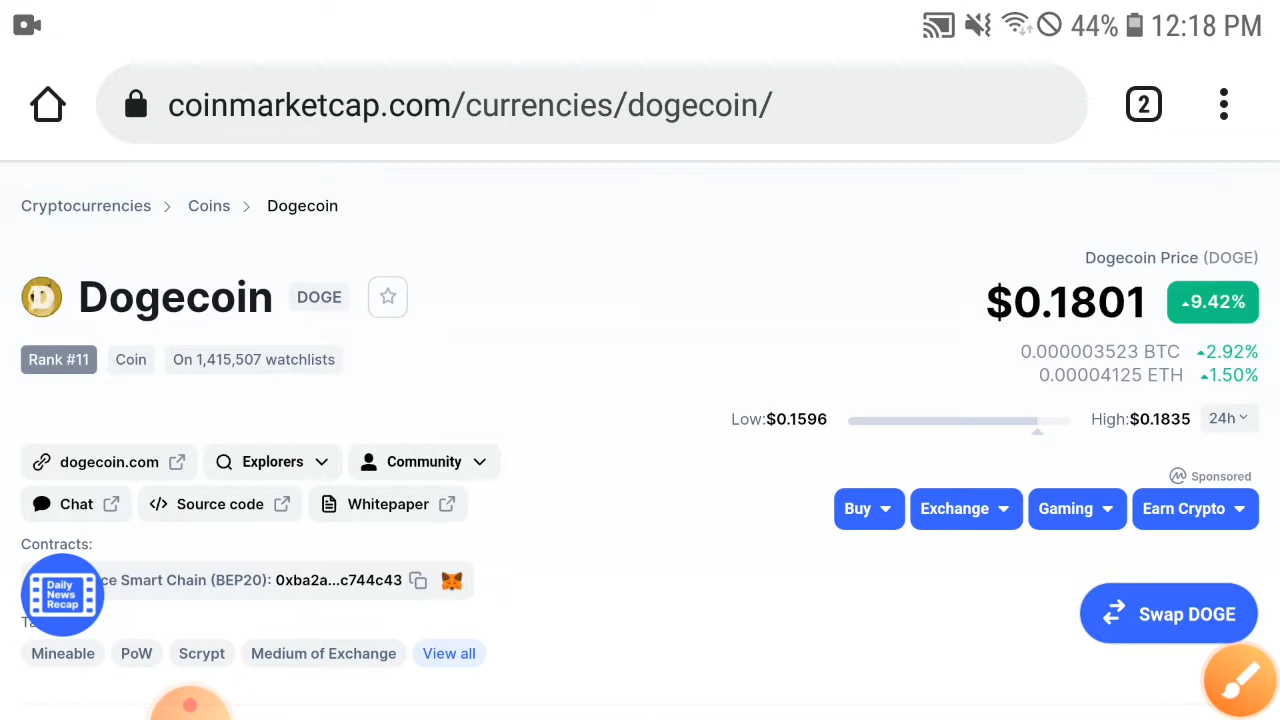 44% 12:18 PM
coinmarketcap.com/currencies/dogecoin/
2
Cryptocurrencies > Coins > Dogecoin
Dogecoin Price (DOGE)
Dogecoin DOGE
$0.1801 9.42%
0.000003523 BTC 2.92%
Rank #11 Coin On 1,415,507 watchlists
0.00004125 ETH 1.50%
Low:$0.1596 High:$0.1835 24h
dogecoin.com Explorers Community
Sponsored
Chat Source code Whitepaper
Buy Exchange Gaming Earn Crypto
Contracts:
ce Smart Chain (BEP20): 0xba2a...c744c43
Daily
News
Recap
Swap DOGE
Mineable PoW Scrypt Medium of Exchange View all